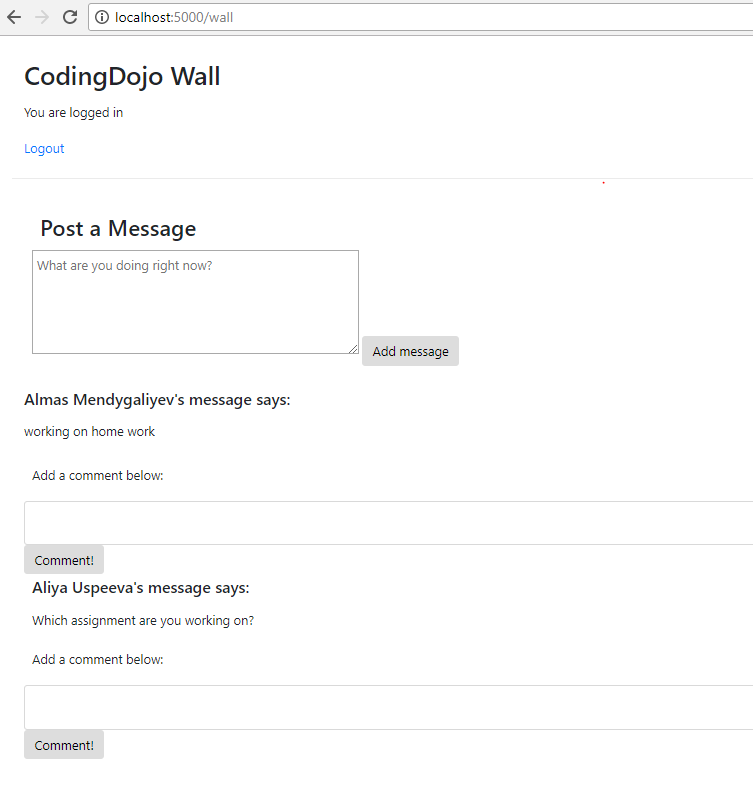 localhost:5000/wall
CodingDojo Wall
You are logged in
Logout
Post a Message
What are you doing right now?
Add message
Almas Mendygaliyev's message says:
working on home work
Add a comment below:
Comment!
Aliya Uspeeva's message says:
Which assignment are you working on?
Add a comment below:
Comment!